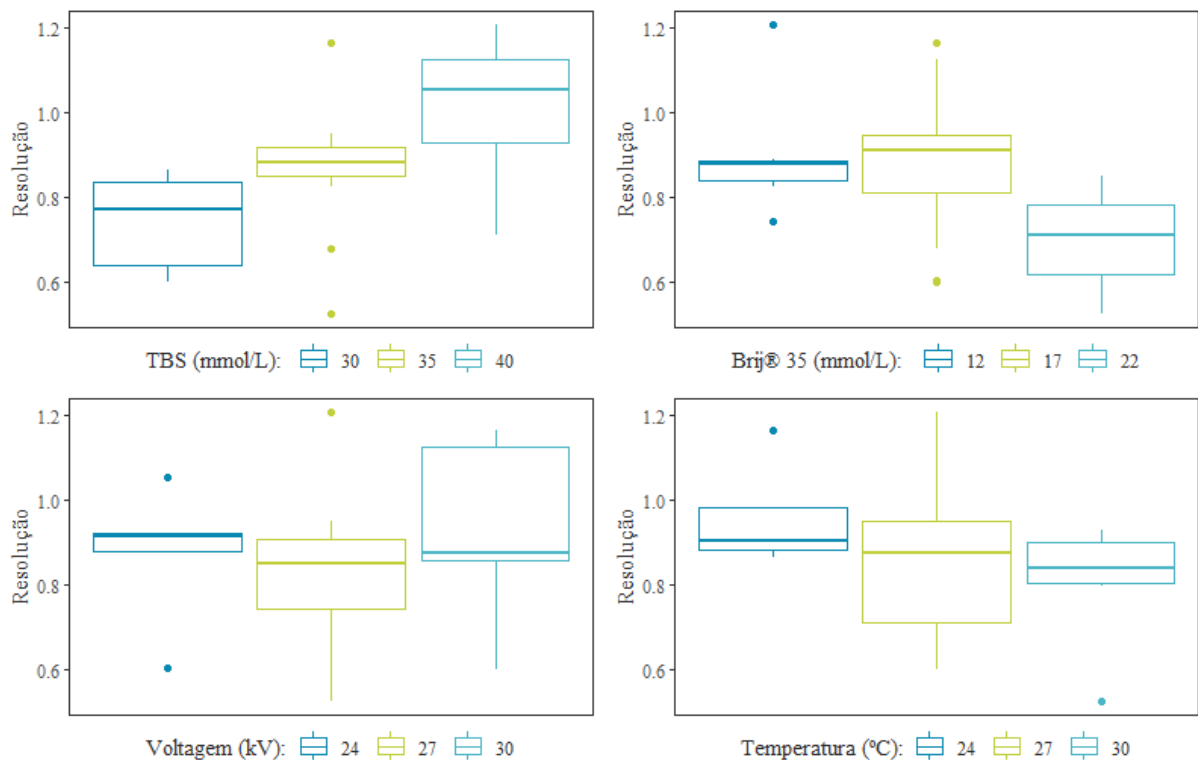 Resolução
1.2
1.0
0.8
0.6
TBS (mmol/L): 30 35 40
Resolução
1.2
1.0
0.8
0.6
Brij® 35 (mmol/L): 12 17 22
Resolução
1.2
1.0
0.8
0.6
Voltagem (kV): 24 27 30
Resolução
1.2
1.0
0.8
0.6
Temperatura (ºC): 24 27 30